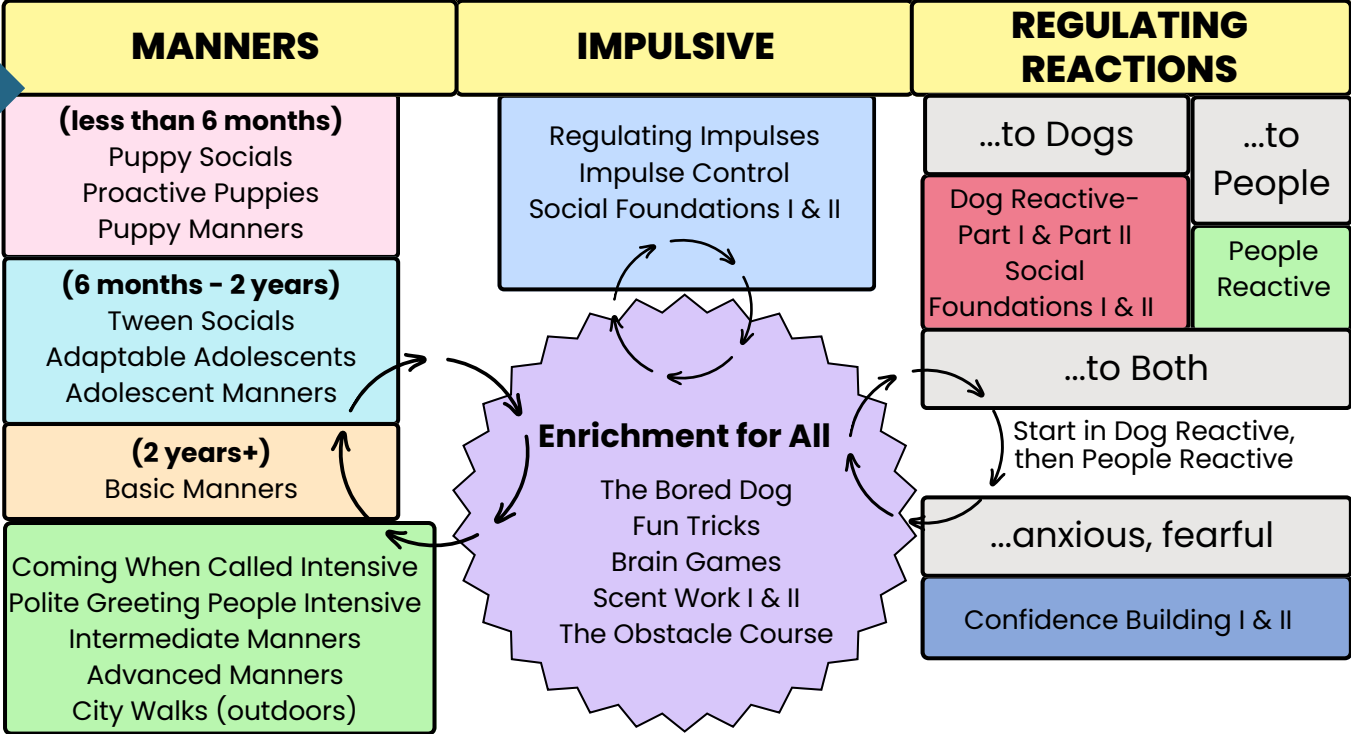 MANNERS
(less than 6 months)
Puppy Socials
Proactive Puppies
Puppy Manners
(6 months - 2 years)
Tween Socials
Adaptable Adolescents
Adolescent Manners
(2 years+)
Basic Manners
Coming When Called Intensive
Polite Greeting People Intensive
Intermediate Manners
Advanced Manners
City Walks (outdoors)
IMPULSIVE
Regulating Impulses
Impulse Control
Social Foundations I & II
Enrichment for All
The Bored Dog
Fun Tricks
Brain Games
Scent Work I & II
The Obstacle Course
REGULATING
REACTIONS
...to Dogs
Dog Reactive-
Part I & Part II
Social
Foundations I & II
...to
People
People
Reactive
...to Both
Start in Dog Reactive,
then People Reactive
...anxious, fearful
Confidence Building I & II